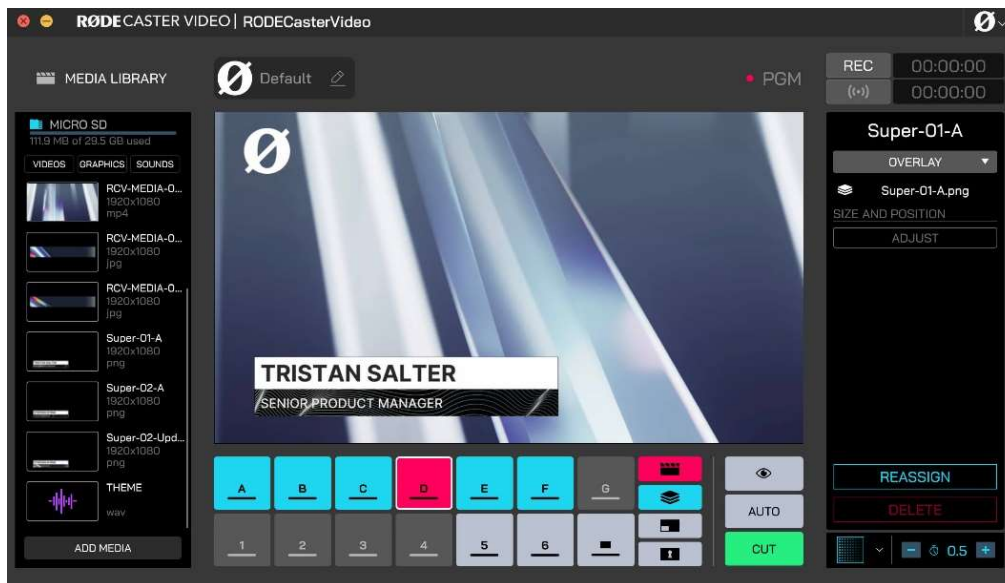 RØDECASTER VIDEO | RØDECasterVideo
MEDIA LIBRARY
Default
PGM
REC 00:00:00
00:00:00
MICRO SD
111.9 MB of 29.5 GB used
VIDEOS GRAPHICS SOUNDS
RCV-MEDIA-0...
1920x1080
mp4
RCV-MEDIA-0...
1920x1080
jpg
RCV-MEDIA-0...
1920x1080
jpg
Super-01-A
1920x1080
png
Super-02-A
1920x1080
png
Super-02-Upd...
1920x1080
png
THEME
wav
ADD MEDIA
TRISTAN SALTER
SENIOR PRODUCT MANAGER
A B C D E F G
1 2 3 4 5 6
AUTO
CUT
Super-01-A
OVERLAY
Super-01-A.png
SIZE AND POSITION
ADJUST
REASSIGN
DELETE
0.5